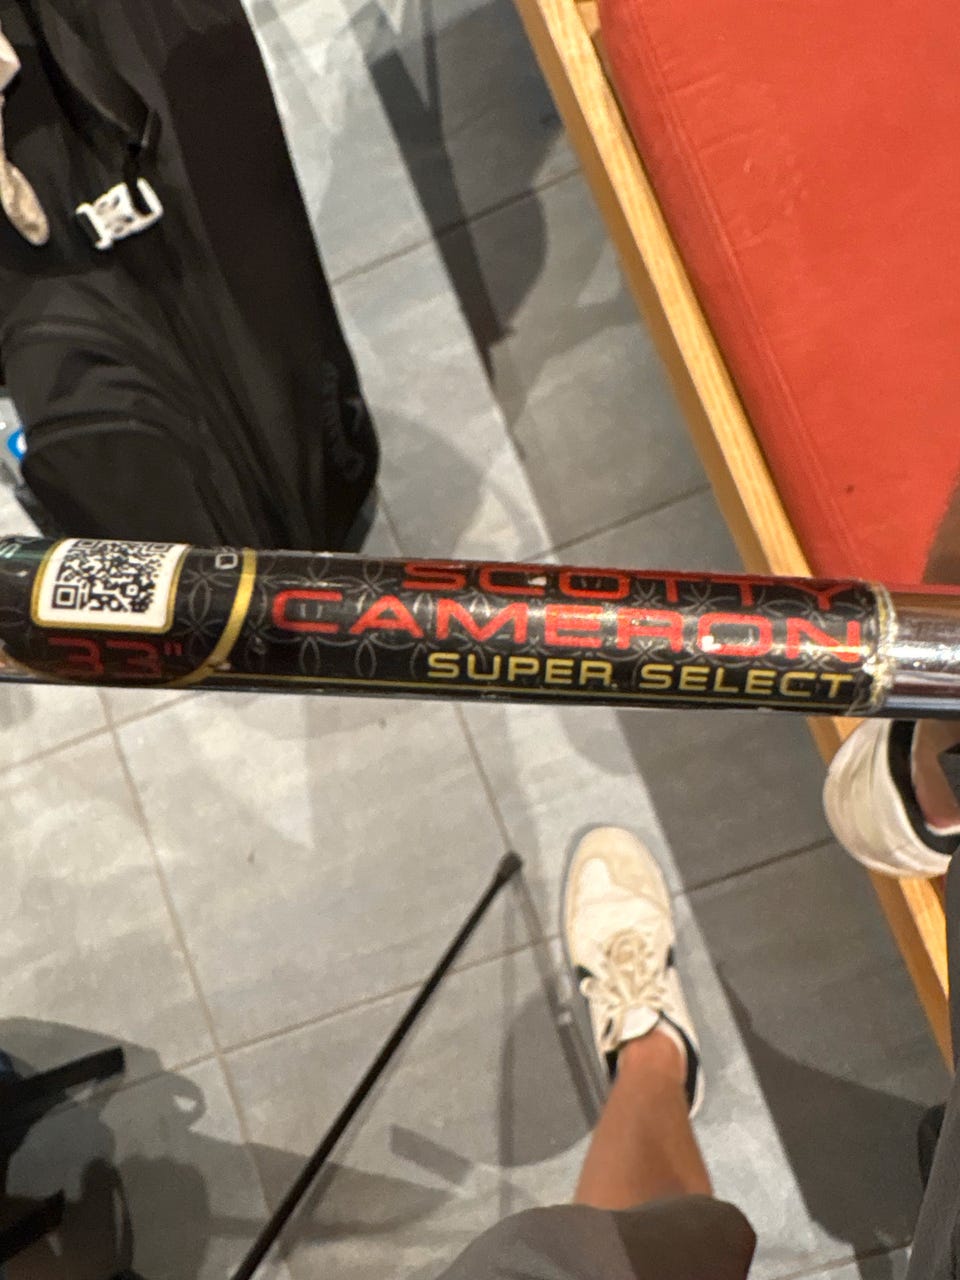 SCOTTY
CAMERON
SUPER SELECT
33"